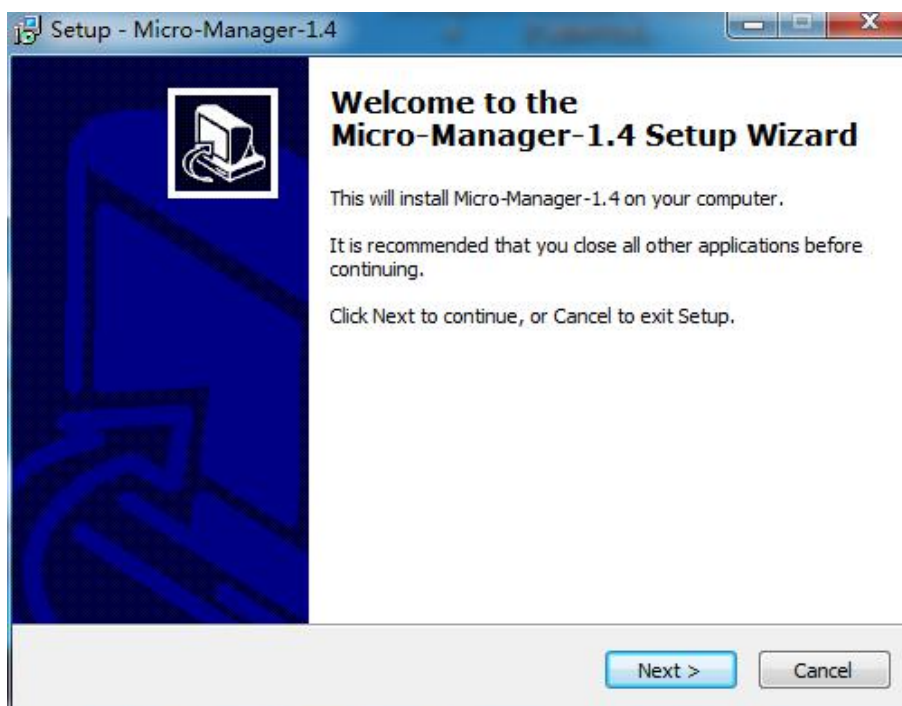 Setup - Micro-Manager-1.4
Welcome to the
Micro-Manager-1.4 Setup Wizard
This will install Micro-Manager-1.4 on your computer.
It is recommended that you close all other applications before
continuing.
Click Next to continue, or Cancel to exit Setup.
Next >
Cancel